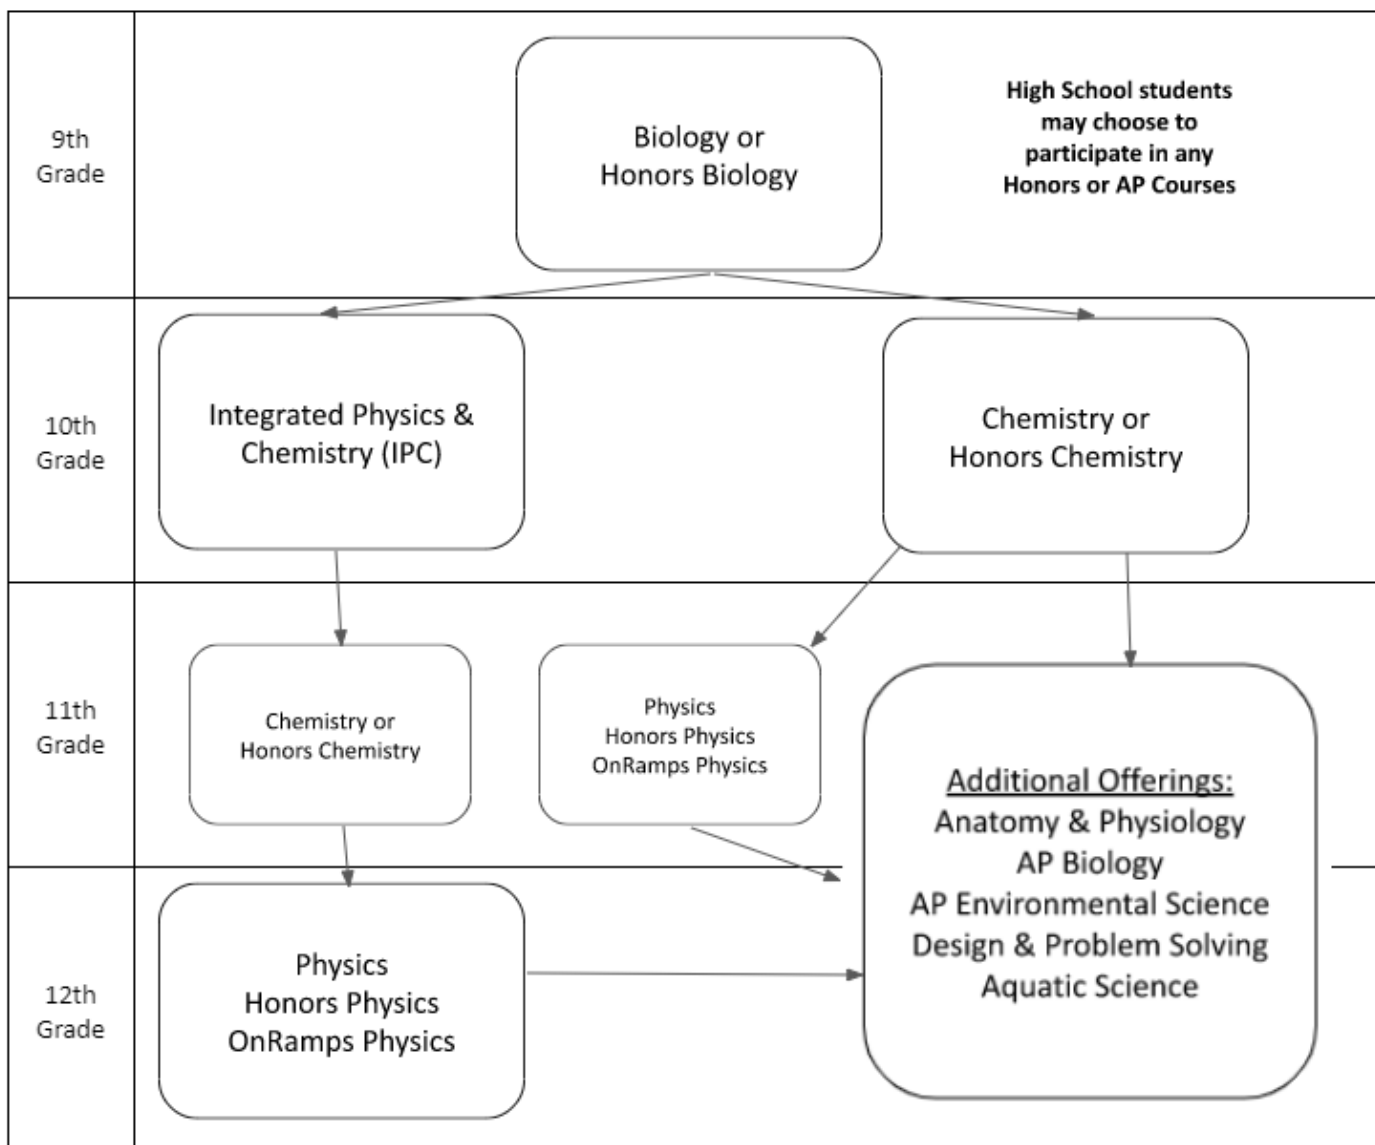 9th
Grade
Biology or
Honors Biology
High School students
may choose to
participate in any
Honors or AP Courses
10th
Grade
Integrated Physics &
Chemistry (IPC)
Chemistry or
Honors Chemistry
11th
Grade
Chemistry or
Honors Chemistry
Physics
Honors Physics
OnRamps Physics
Additional Offerings:
Anatomy & Physiology
AP Biology
AP Environmental Science
Design & Problem Solving
Aquatic Science
12th
Grade
Physics
Honors Physics
OnRamps Physics